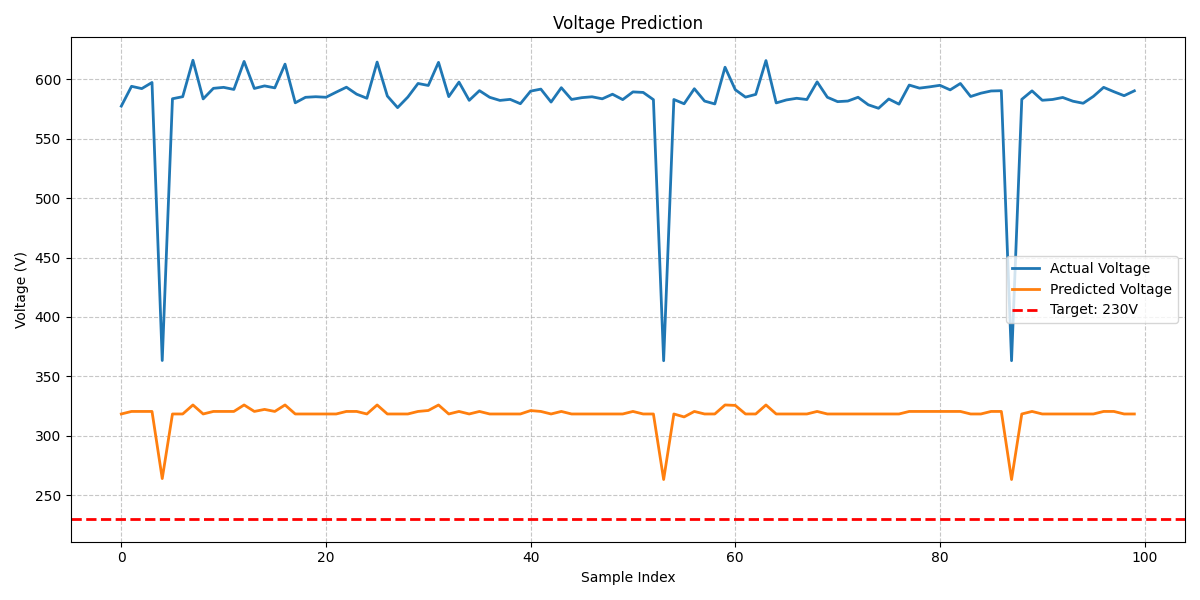 Voltage Prediction
Voltage (V)
600
550
500
450
400
350
300
250
Actual Voltage
Predicted Voltage
Target: 230V
0 20 40 60 80 100
Sample Index